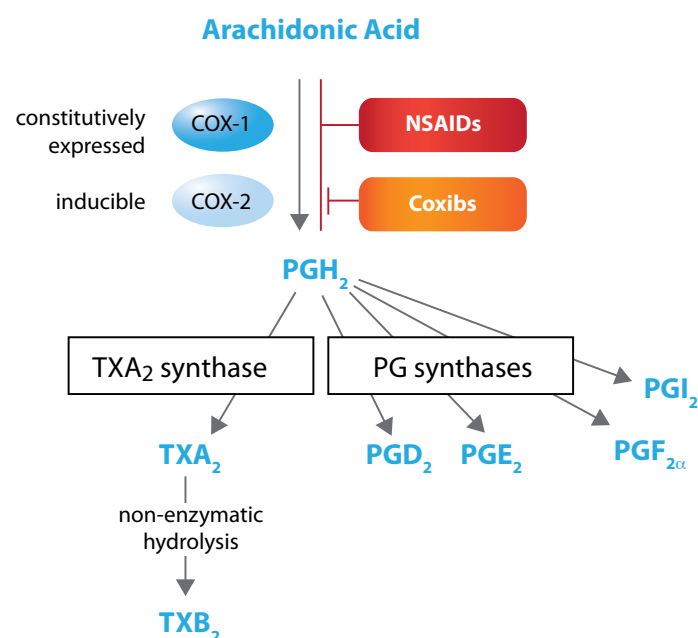 Arachidonic Acid
constitutively
expressed
COX-1
NSAIDs
inducible
COX-2
Coxibs
PGH₂
TXA₂ synthase
PG synthases
PGI₂
TXA₂
PGD₂
PGE₂
PGF₂α
non-enzymatic
hydrolysis
TXB₂